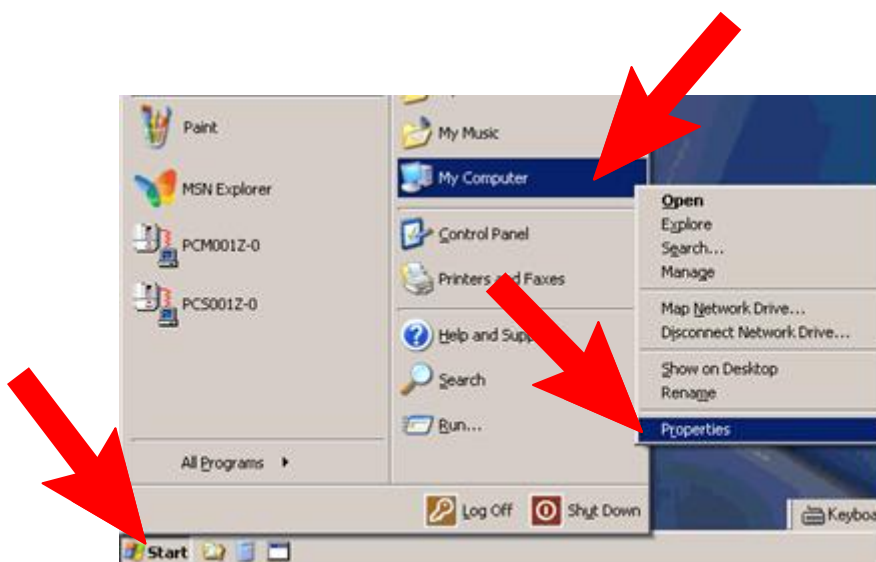 Paint
MSN Explorer
PCM001Z-0
PCS001Z-0
All Programs
My Music
My Computer
Control Panel
Printers and Faxes
Help and Supp
Search
Run...
Log Off
Shut Down
Open
Explore
Search...
Manage
Map Network Drive...
Disconnect Network Drive...
Show on Desktop
Rename
Properties
Start
Keyboa